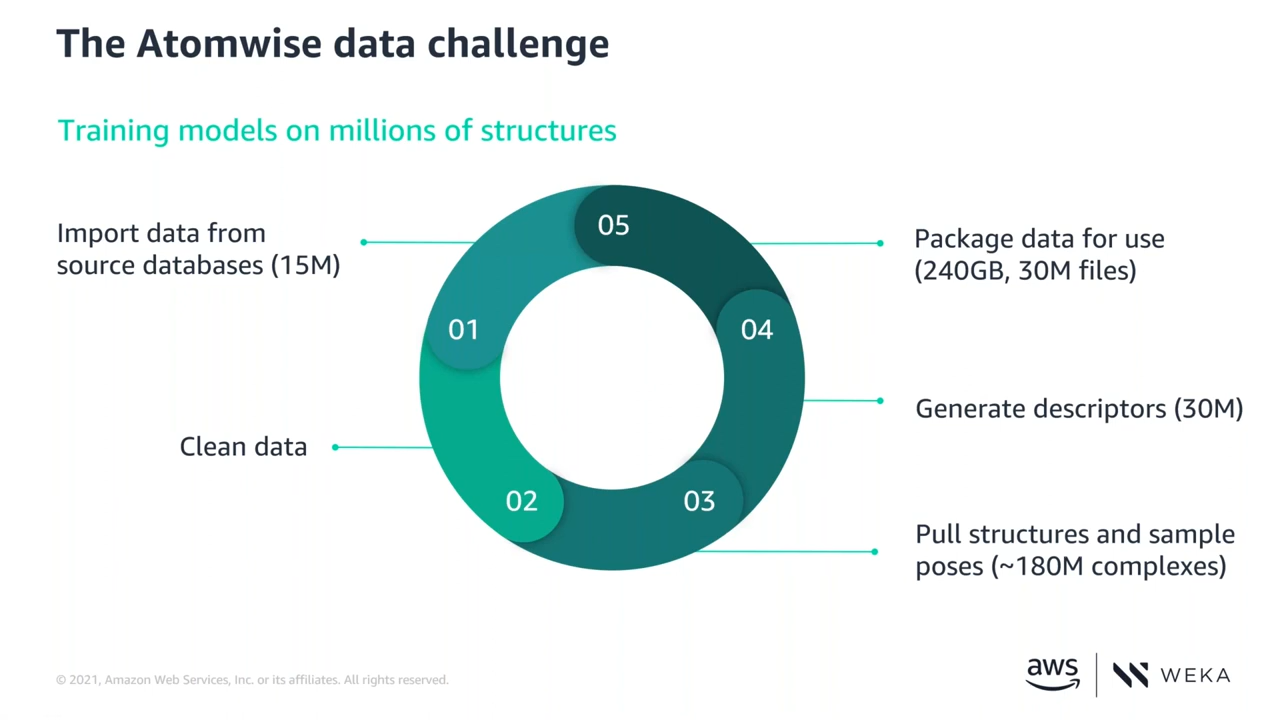 The Atomwise data challenge
Training models on millions of structures
Import data from
source databases (15M)
01
Clean data
02
Pull structures and sample
poses (~180M complexes)
03
Generate descriptors (30M)
04
Package data for use
(240GB, 30M files)
05
© 2021, Amazon Web Services, Inc. or its affiliates. All rights reserved.
aws
WEKA